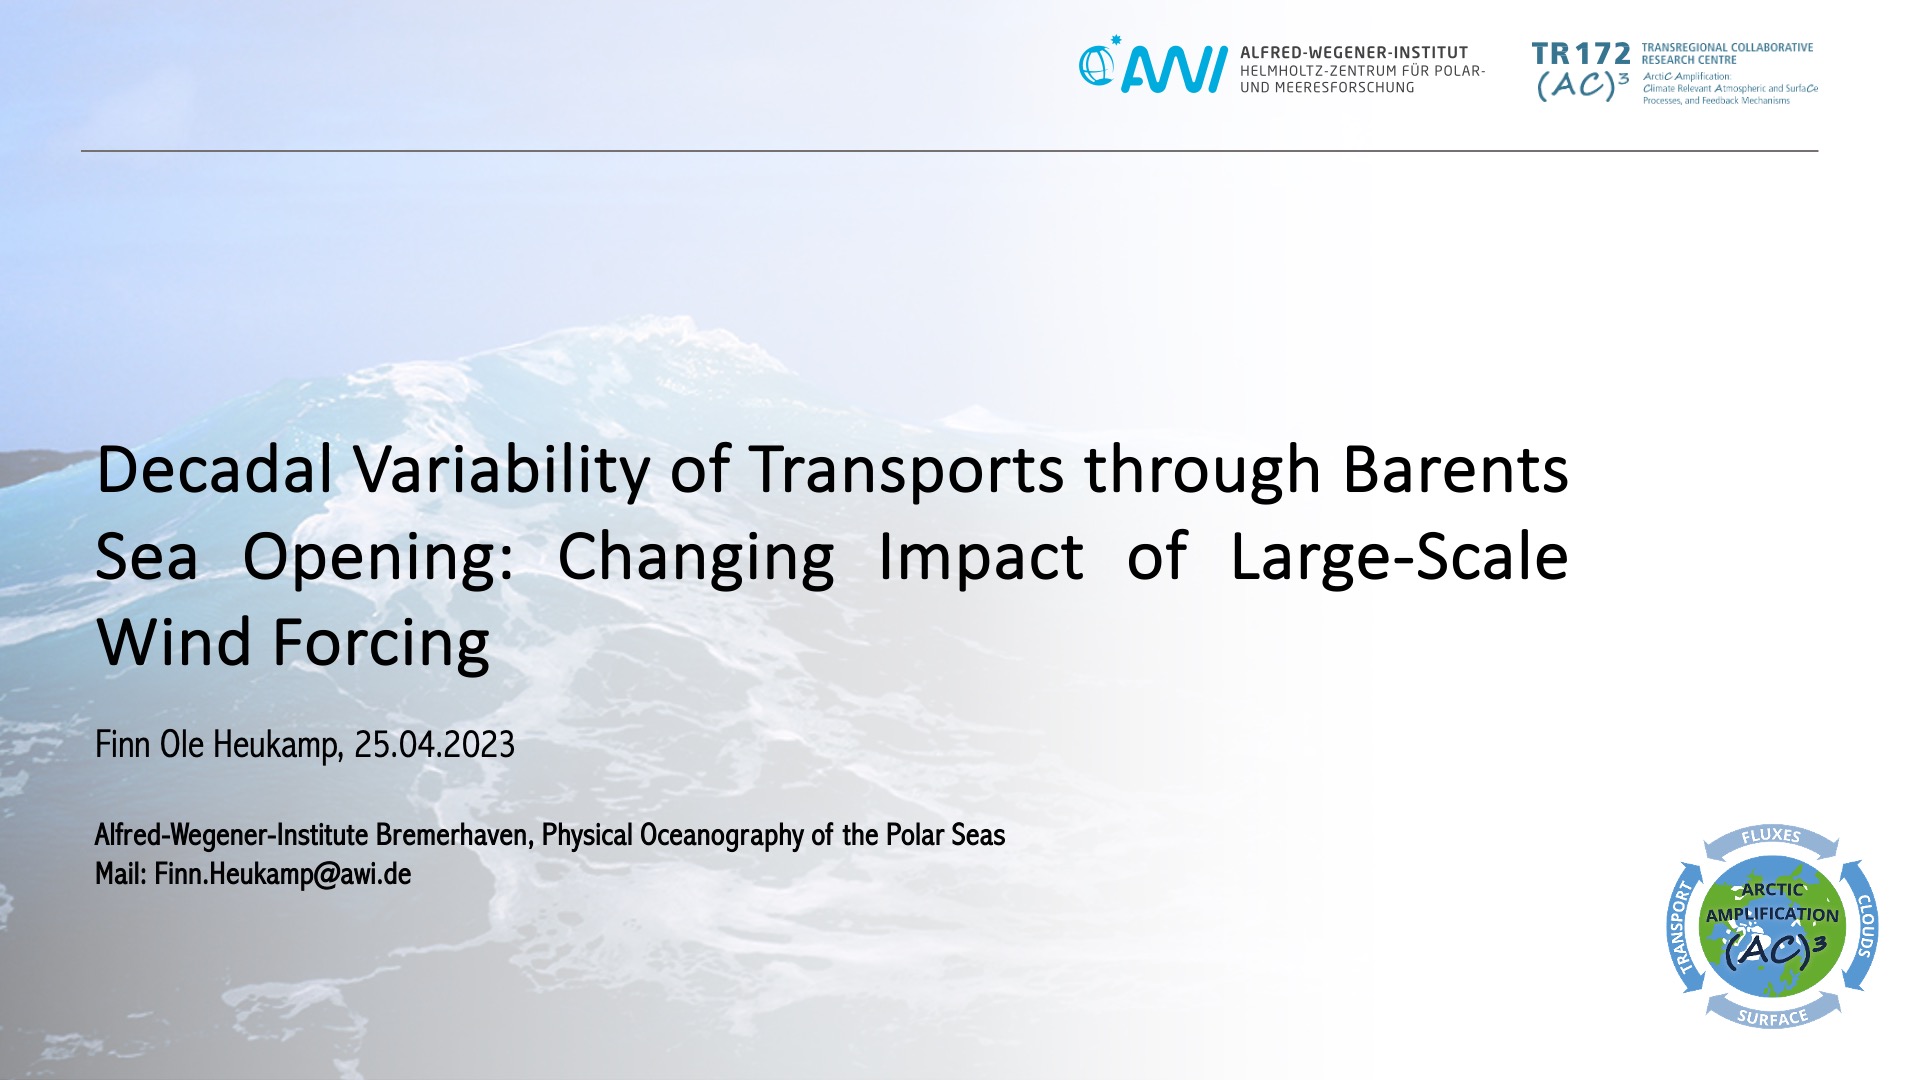 AWI
ALFRED-WEGENER-INSTITUT
HELMHOLTZ-ZENTRUM FÜR POLAR-
UND MEERESFORSCHUNG
TR 172
(AC)³
TRANSREGIONAL COLLABORATIVE
RESEARCH CENTRE
ArctiC Amplification:
Climate Relevant Atmospheric and SurfaCe
Processes, and Feedback Mechanisms
Decadal Variability of Transports through Barents
Sea Opening: Changing Impact of Large-Scale
Wind Forcing
Finn Ole Heukamp, 25.04.2023
Alfred-Wegener-Institute Bremerhaven, Physical Oceanography of the Polar Seas
Mail: Finn.Heukamp@awi.de
FLUXES
TRANSPORT
ARCTIC
AMPLIFICATION
(AC)³
CLOUDS
SURFACE